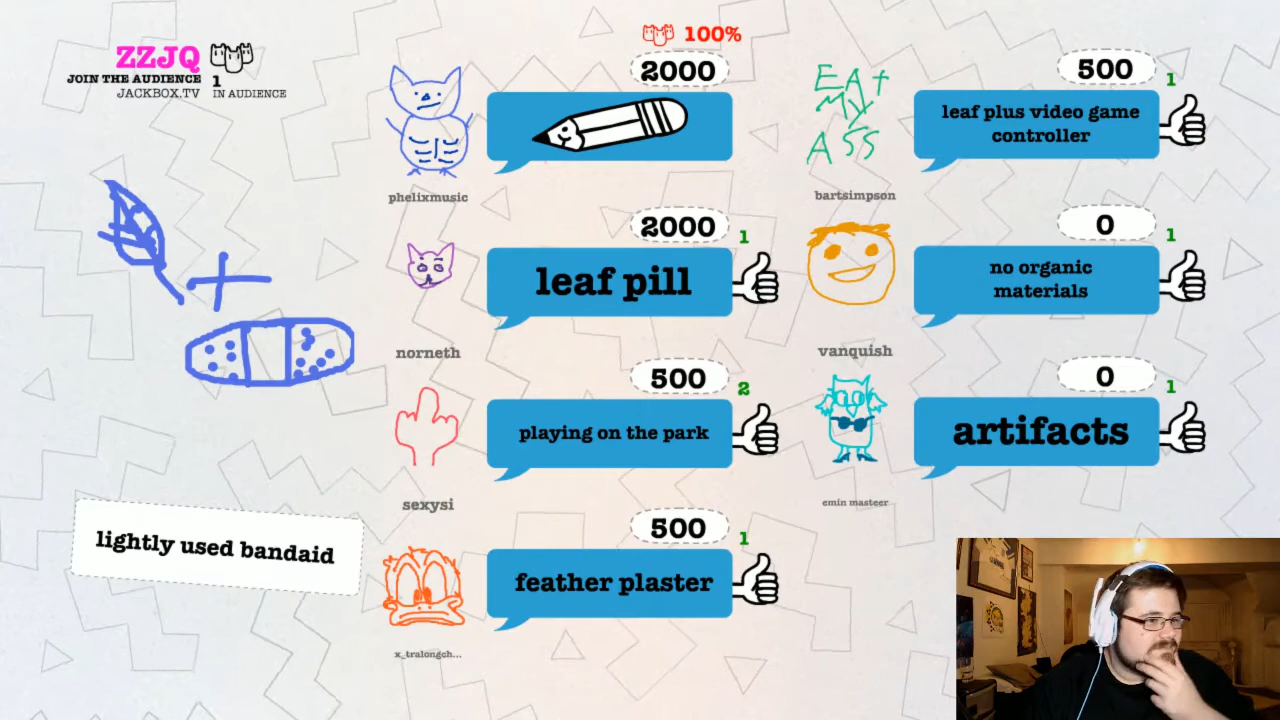 ZZJQ
JOIN THE AUDIENCE
JACKBOX.TV
1
IN AUDIENCE
lightly used bandaid
100%
2000
phelixmusic
2000
1
leaf pill
norneth
500
2
playing on the park
sexysi
500
1
feather plaster
x_tralongch...
EAt
MY
ASS
500
1
leaf plus video game
controller
bartsimpson
0
1
no organic
materials
vanquish
0
1
artifacts
emin masteer